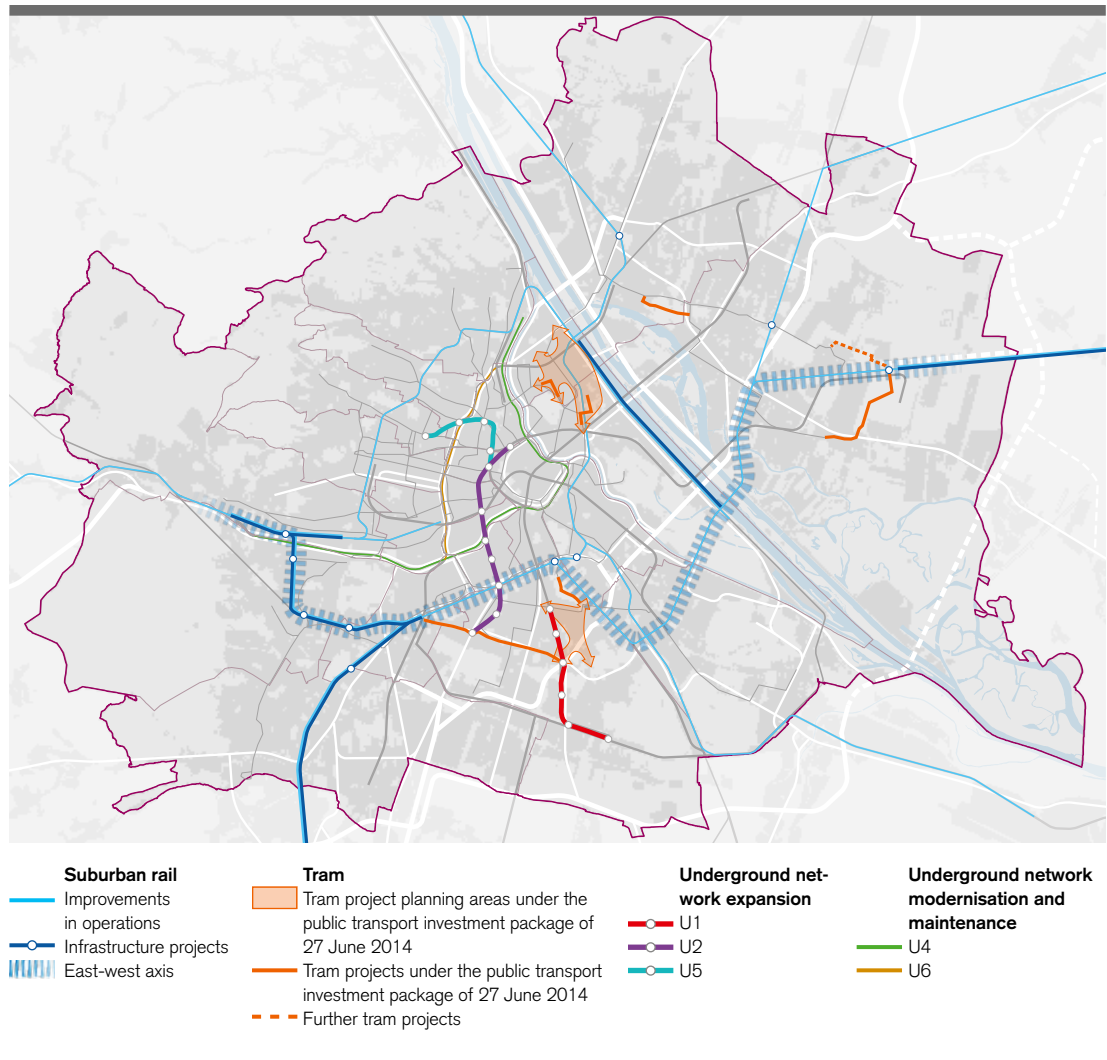 Suburban rail
Improvements
in operations
Infrastructure projects
East-west axis
Tram
Tram project planning areas under the
public transport investment package of
27 June 2014
Tram projects under the public transport
investment package of 27 June 2014
Further tram projects
Underground net-
work expansion
U1
U2
U5
Underground network
modernisation and
maintenance
U4
U6